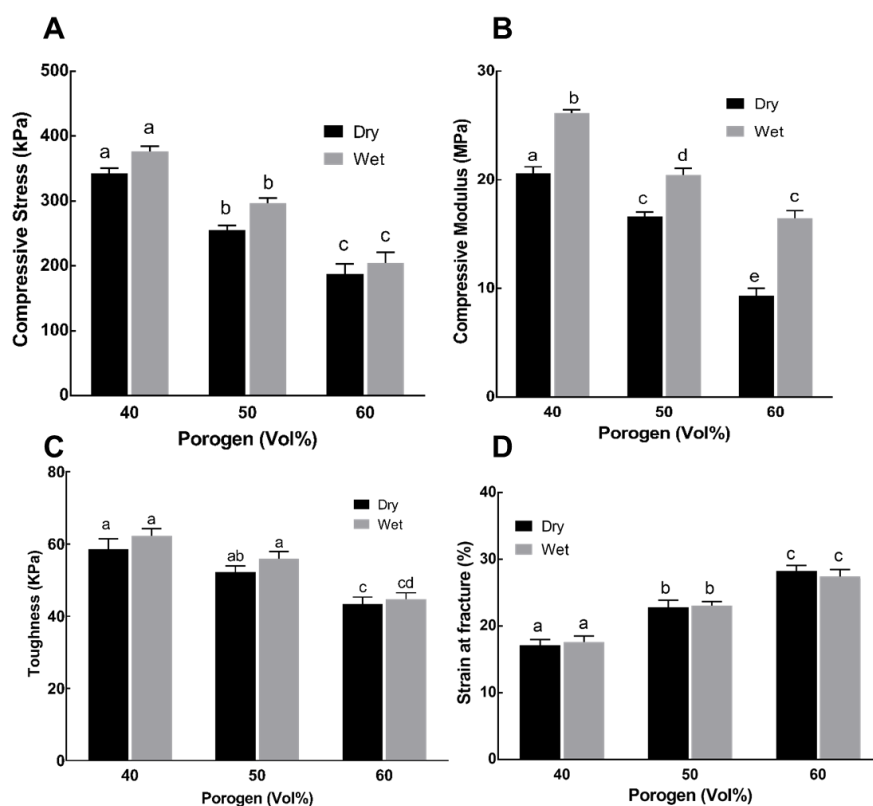 A
Compressive Stress (kPa)
500
400
300
200
100
0
Dry
Wet
a
a
b
b
c
c
40
50
60
Porogen (Vol%)
B
Compressive Modulus (MPa)
30
20
10
0
Dry
Wet
a
b
c
d
e
c
40
50
60
Porogen (Vol%)
C
Toughness (KPa)
80
60
40
20
0
Dry
Wet
a
a
ab
a
c
cd
40
50
60
Porogen (Vol%)
D
Strain at fracture (%)
40
30
20
10
0
Dry
Wet
a
a
b
b
c
c
40
50
60
Porogen (Vol%)